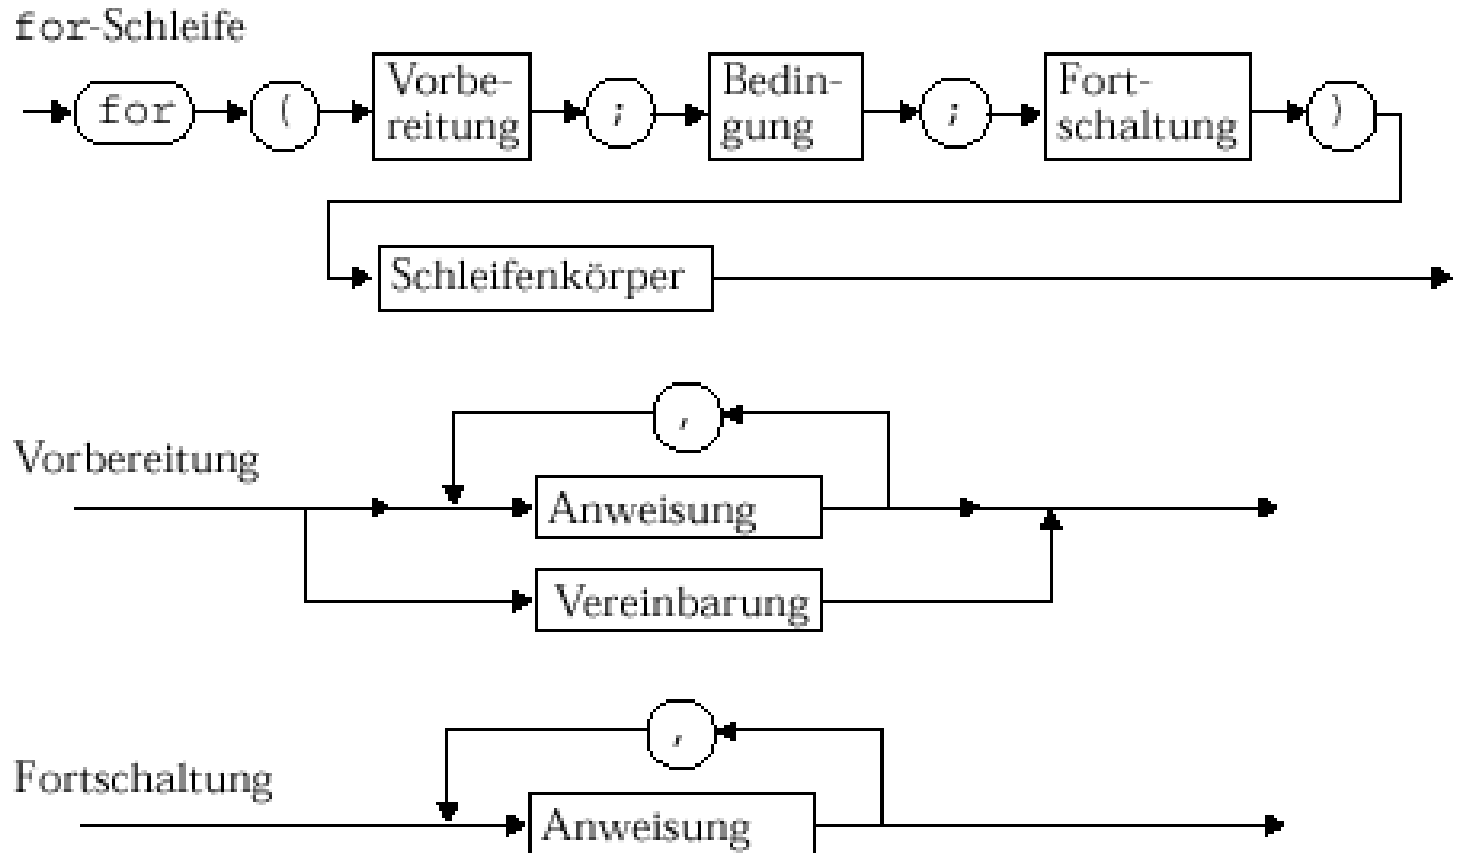 for-Schleife
for ( Vorbe-
reitung ; Bedin-
gung ; Fort-
schaltung )
Schleifenkörper
,
Vorbereitung
Anweisung
Vereinbarung
,
Fortschaltung
Anweisung